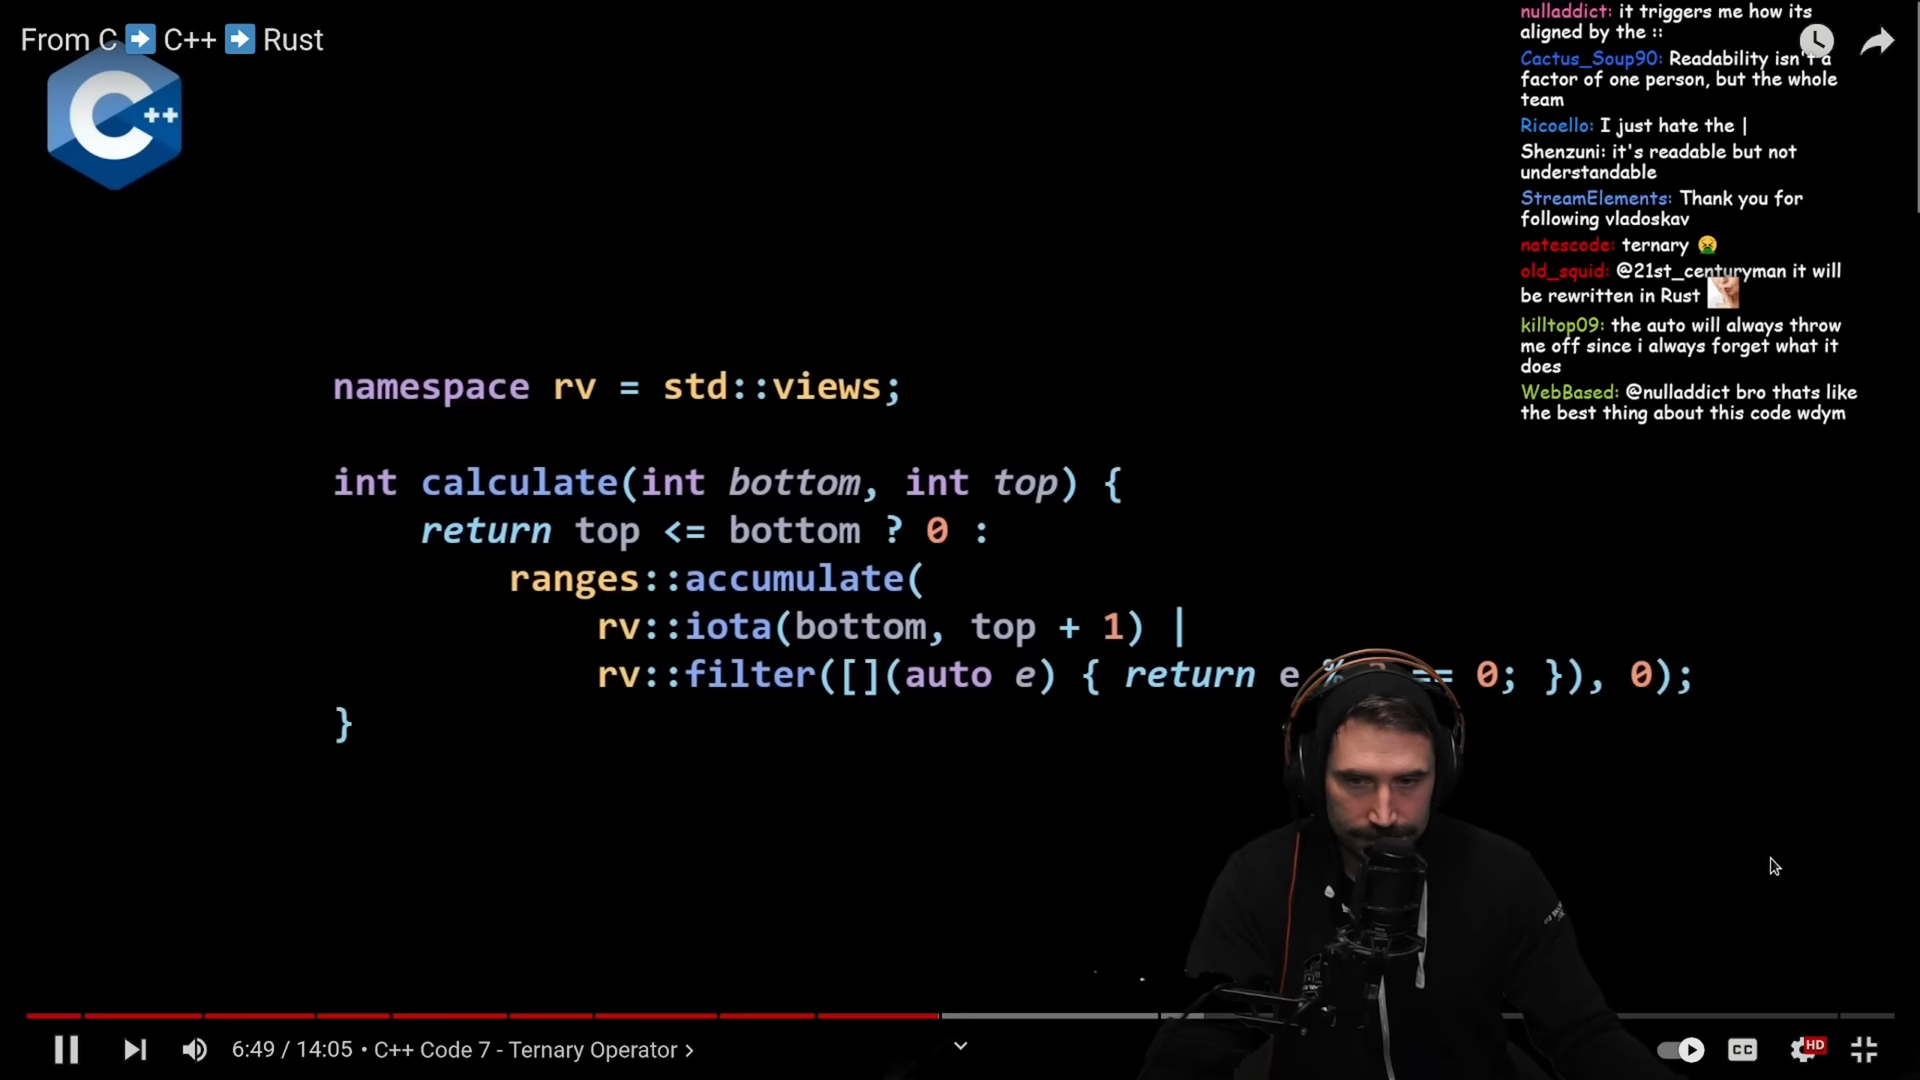 From C ➡ C++ ➡ Rust
C++
nulladdict: it triggers me how its
aligned by the ::
Cactus_Soup90: Readability isn't a
factor of one person, but the whole
team
Ricoello: I just hate the |
Shenzuni: it's readable but not
understandable
StreamElements: Thank you for
following vladoskav
natescode: ternary 🤮
old_squid: @21st_centuryman it will
be rewritten in Rust
killtop09: the auto will always throw
me off since i always forget what it
does
WebBased: @nulladdict bro thats like
the best thing about this code wdym
namespace rv = std::views;
int calculate(int bottom, int top) {
return top <= bottom ? 0 :
ranges::accumulate(
rv::iota(bottom, top + 1) |
rv::filter([](auto e) { return e % == 0; }), 0);
}
6:49 / 14:05 • C++ Code 7 - Ternary Operator >
CC
HD